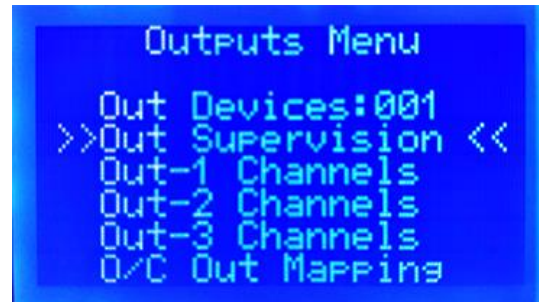 Outputs Menu
Out Devices:001
>>Out Supervision <<
Out-1 Channels
Out-2 Channels
Out-3 Channels
O/C Out Mapping